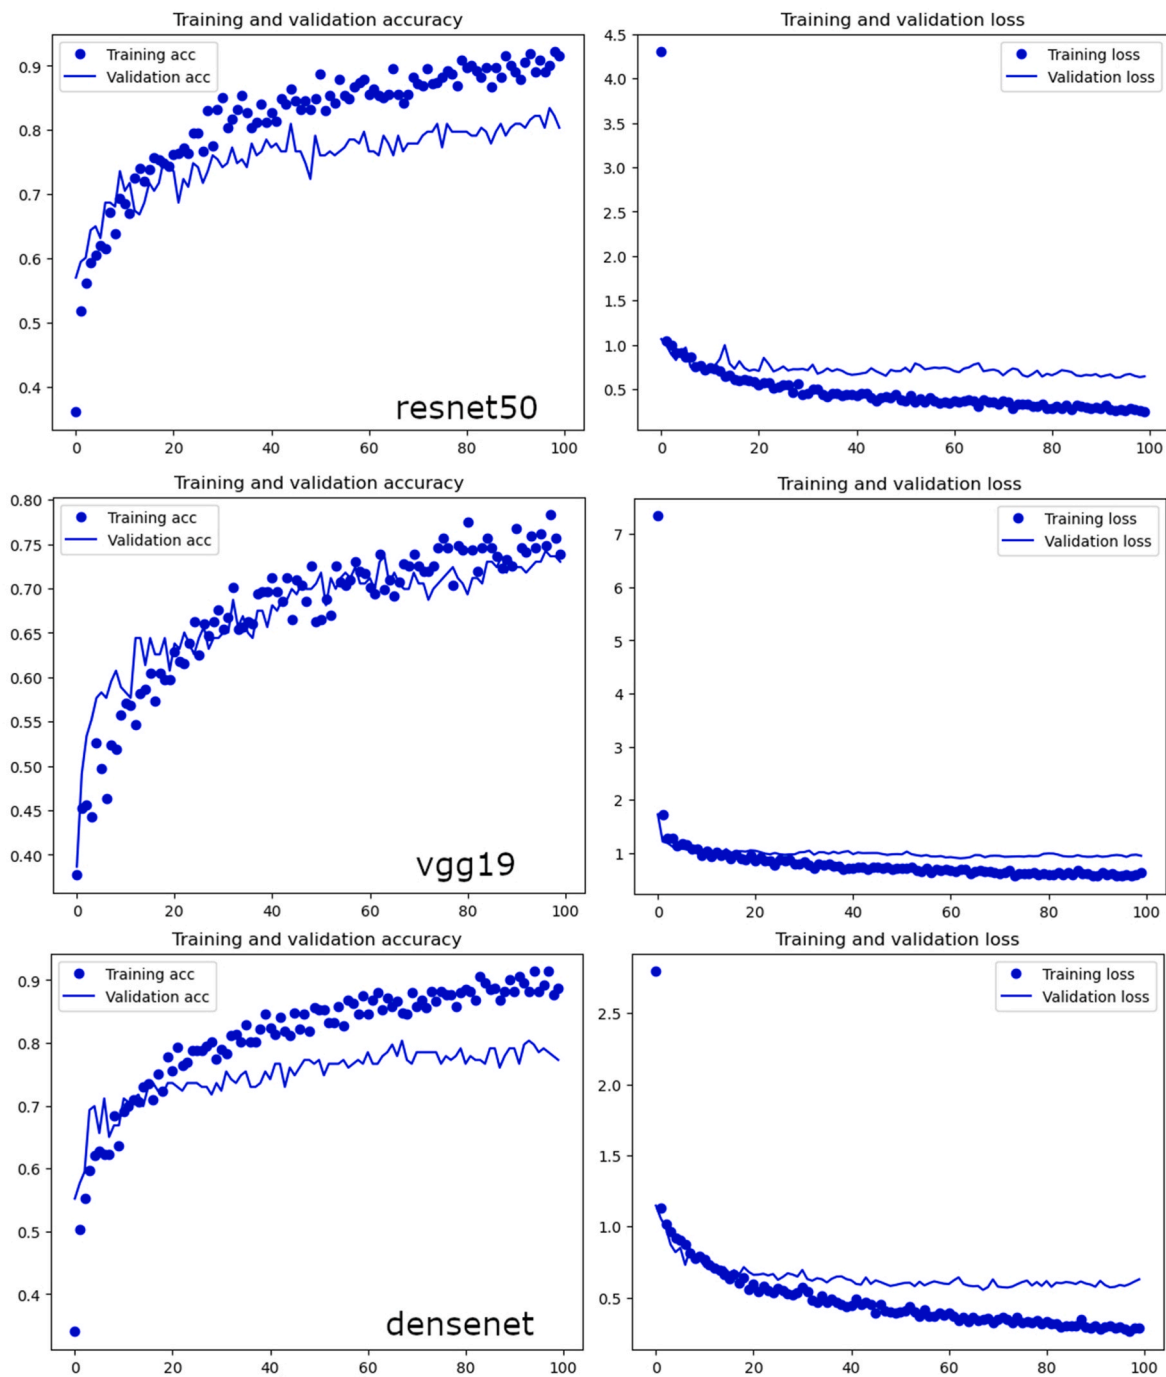 Training and validation accuracy
Training acc
Validation acc
0.9
0.8
0.7
0.6
0.5
0.4
resnet50
0 20 40 60 80 100
Training and validation loss
Training loss
Validation loss
4.5
4.0
3.5
3.0
2.5
2.0
1.5
1.0
0.5
0 20 40 60 80 100
Training and validation accuracy
Training acc
Validation acc
0.80
0.75
0.70
0.65
0.60
0.55
0.50
0.45
0.40
vgg19
0 20 40 60 80 100
Training and validation loss
Training loss
Validation loss
7
6
5
4
3
2
1
0 20 40 60 80 100
Training and validation accuracy
Training acc
Validation acc
0.9
0.8
0.7
0.6
0.5
0.4
densenet
0 20 40 60 80 100
Training and validation loss
Training loss
Validation loss
2.5
2.0
1.5
1.0
0.5
0 20 40 60 80 100